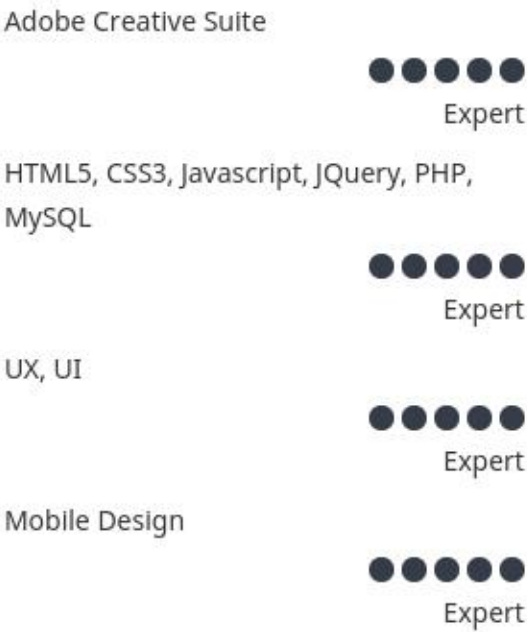 Adobe Creative Suite
Expert
HTML5, CSS3, Javascript, JQuery, PHP,
MySQL
Expert
UX, UI
Expert
Mobile Design
Expert